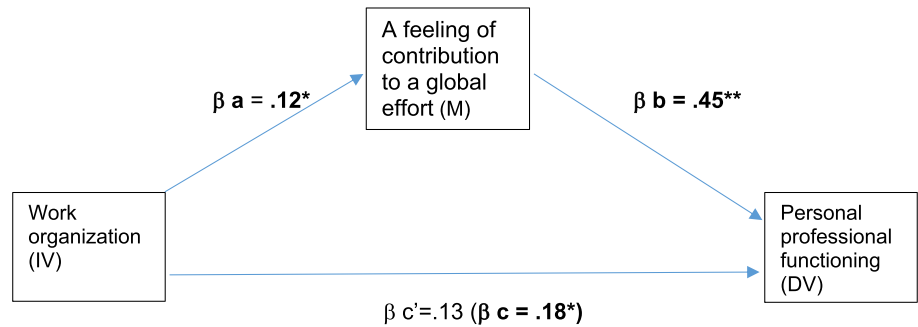 A feeling of
contribution
to a global
effort (M)
β a = .12*
β b = .45**
Work
organization
(IV)
Personal
professional
functioning
(DV)
β c’=.13 (β c = .18*)